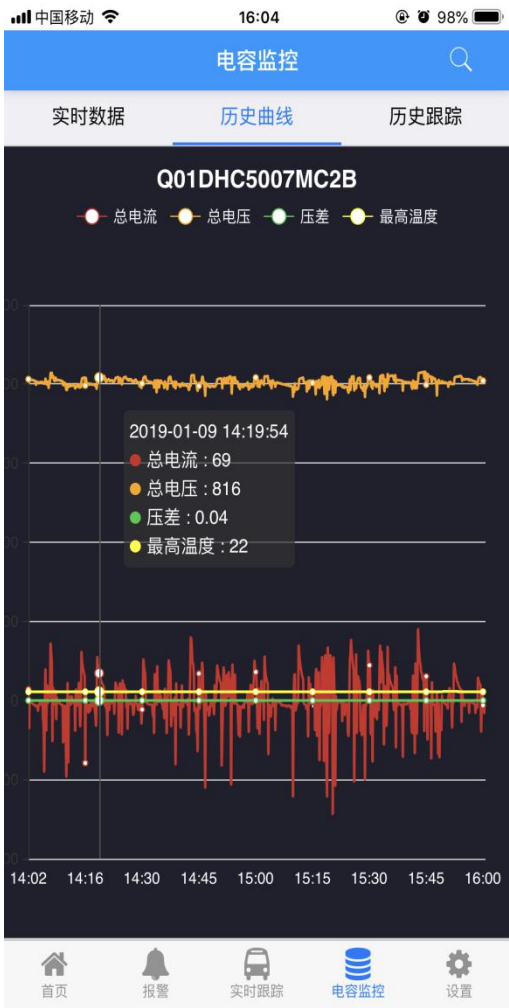 中国移动 16:04 98%
电容监控
实时数据 历史曲线 历史跟踪
Q01DHC5007MC2B
总电流 总电压 压差 最高温度
2019-01-09 14:19:54
总电流 : 69
总电压 : 816
压差 : 0.04
最高温度 : 22
14:02 14:16 14:30 14:45 15:00 15:15 15:30 15:45 16:00
首页 报警 实时跟踪 电容监控 设置